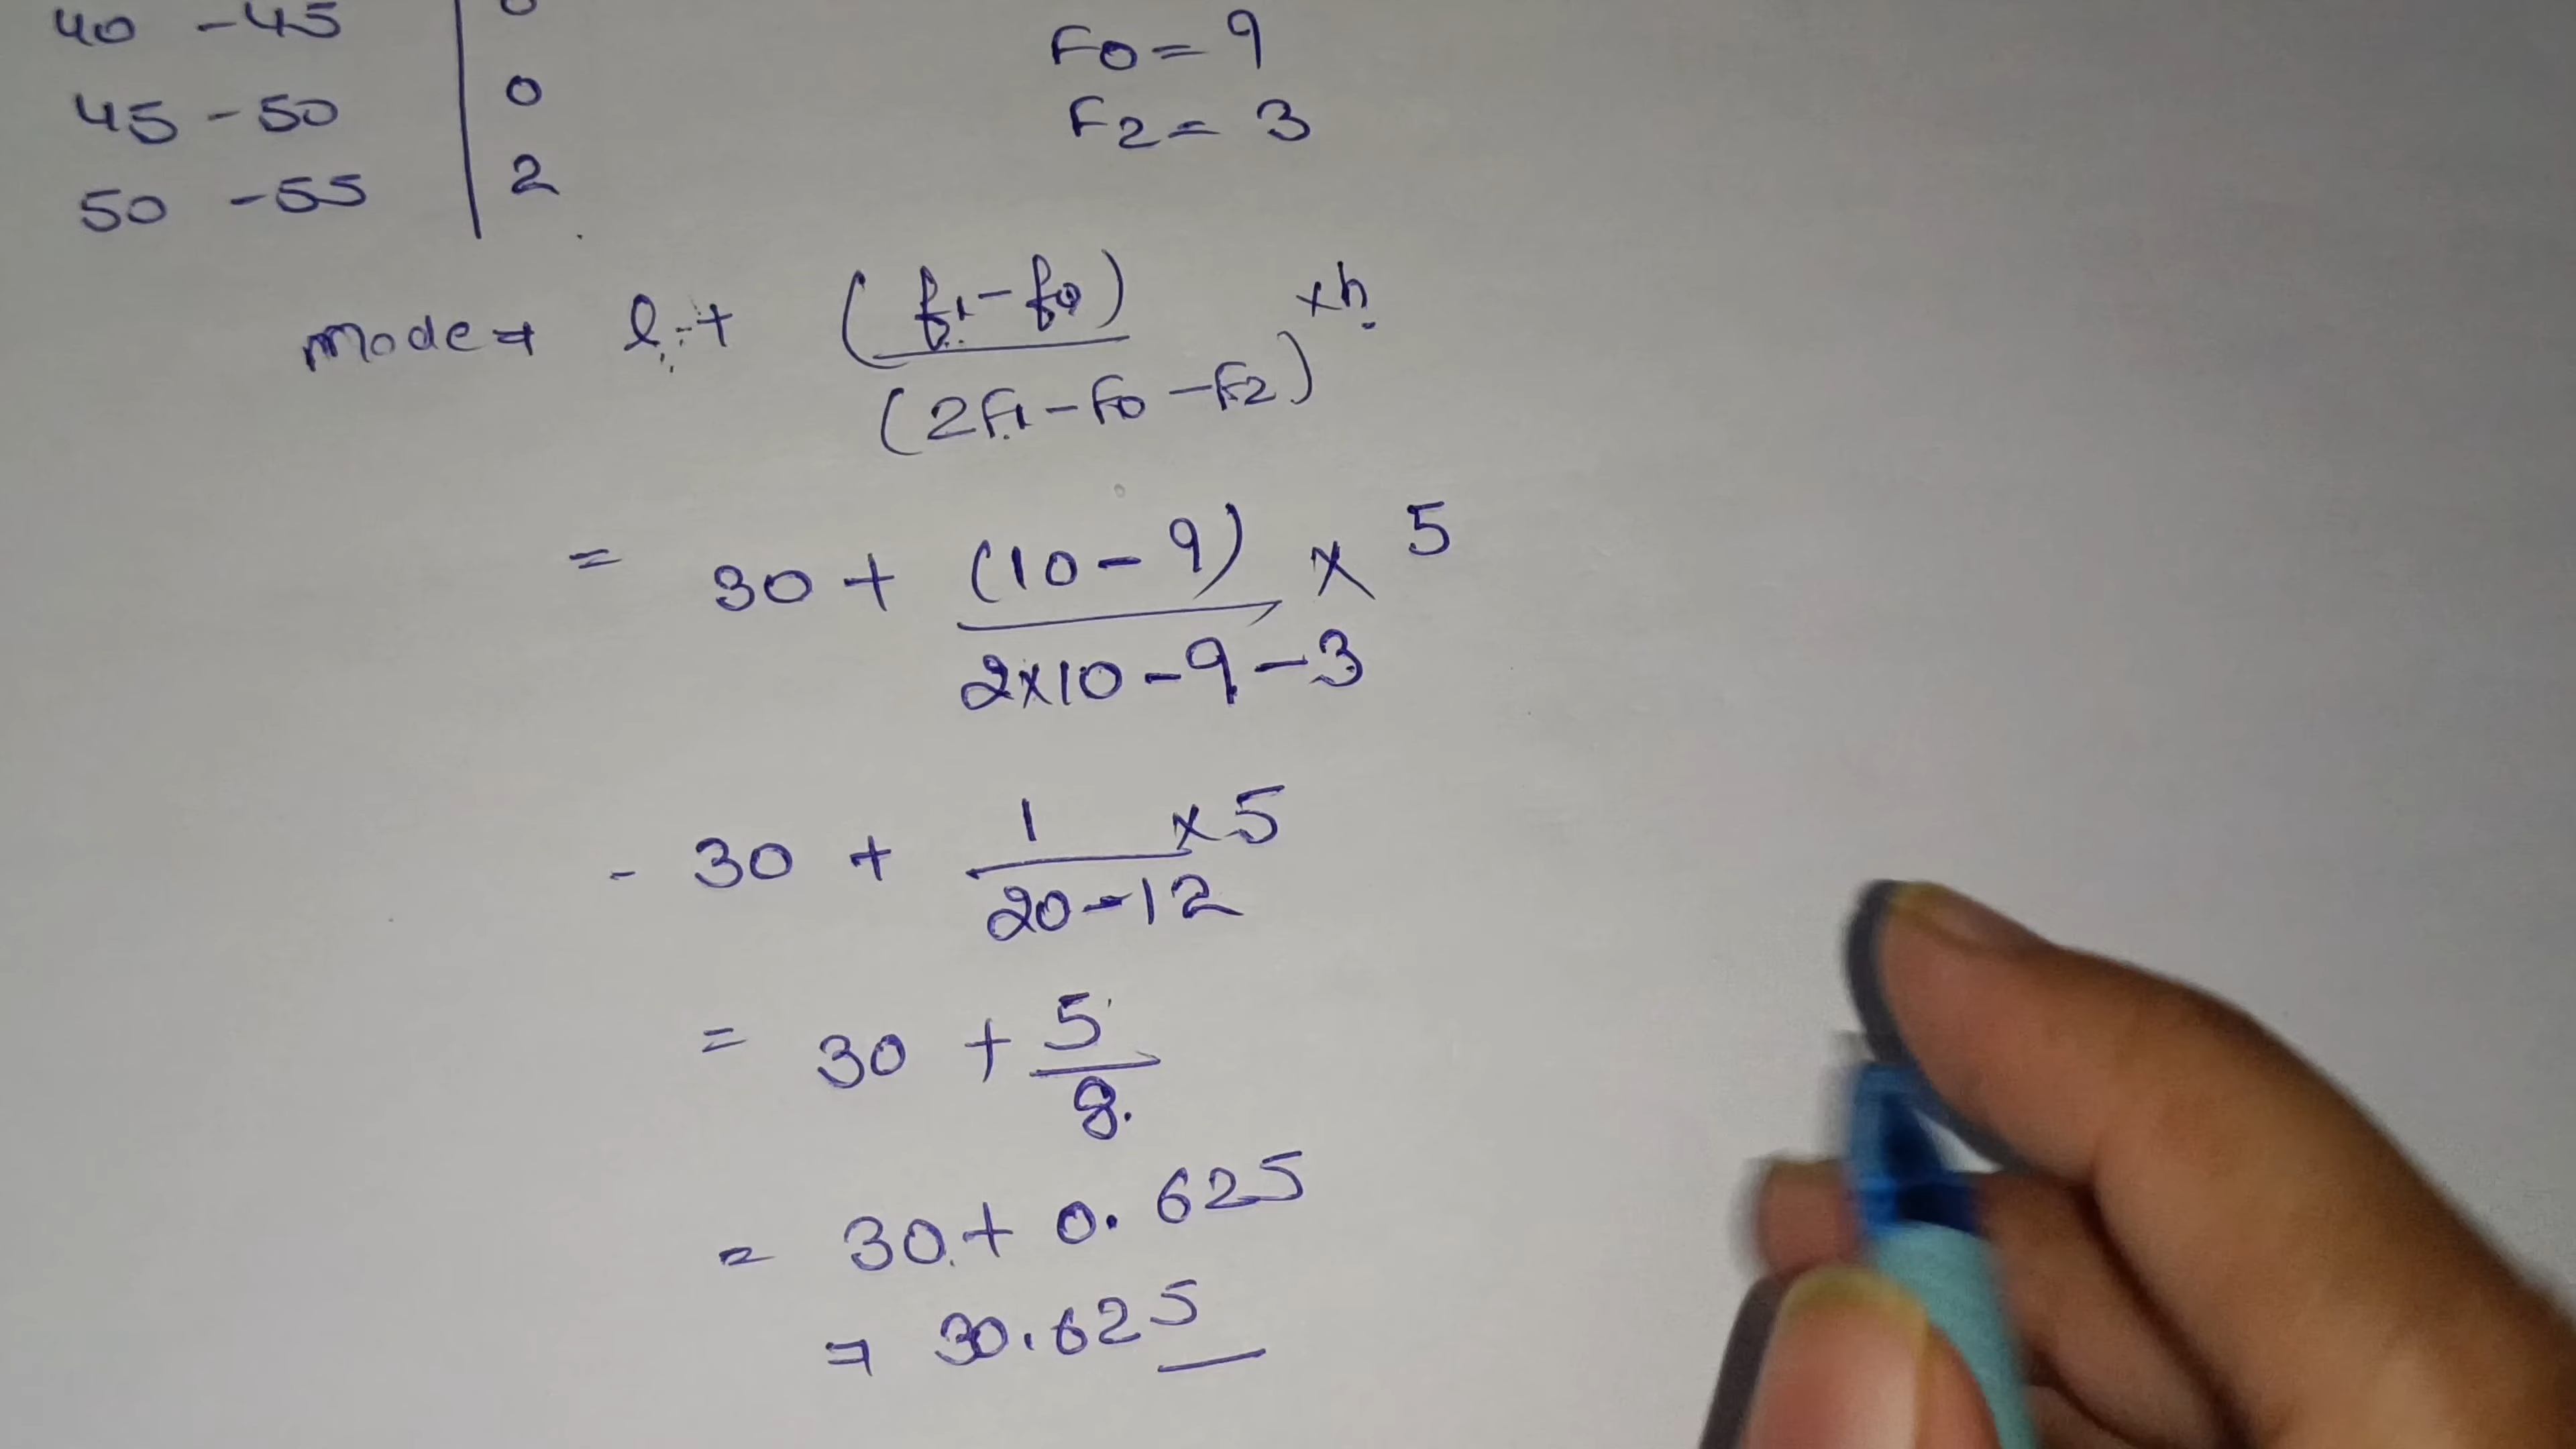 40 - 45 | 0
45 - 50 | 0
50 - 55 | 2
F0 = 9
F2 = 3
mode = l + (f1 - f0) / (2F1 - F0 - F2) × h
= 30 + (10 - 9) / 2×10 - 9 - 3 × 5
- 30 + 1 × 5 / 20 - 12
= 30 + 5 / 8
= 30 + 0.625
= 30.625